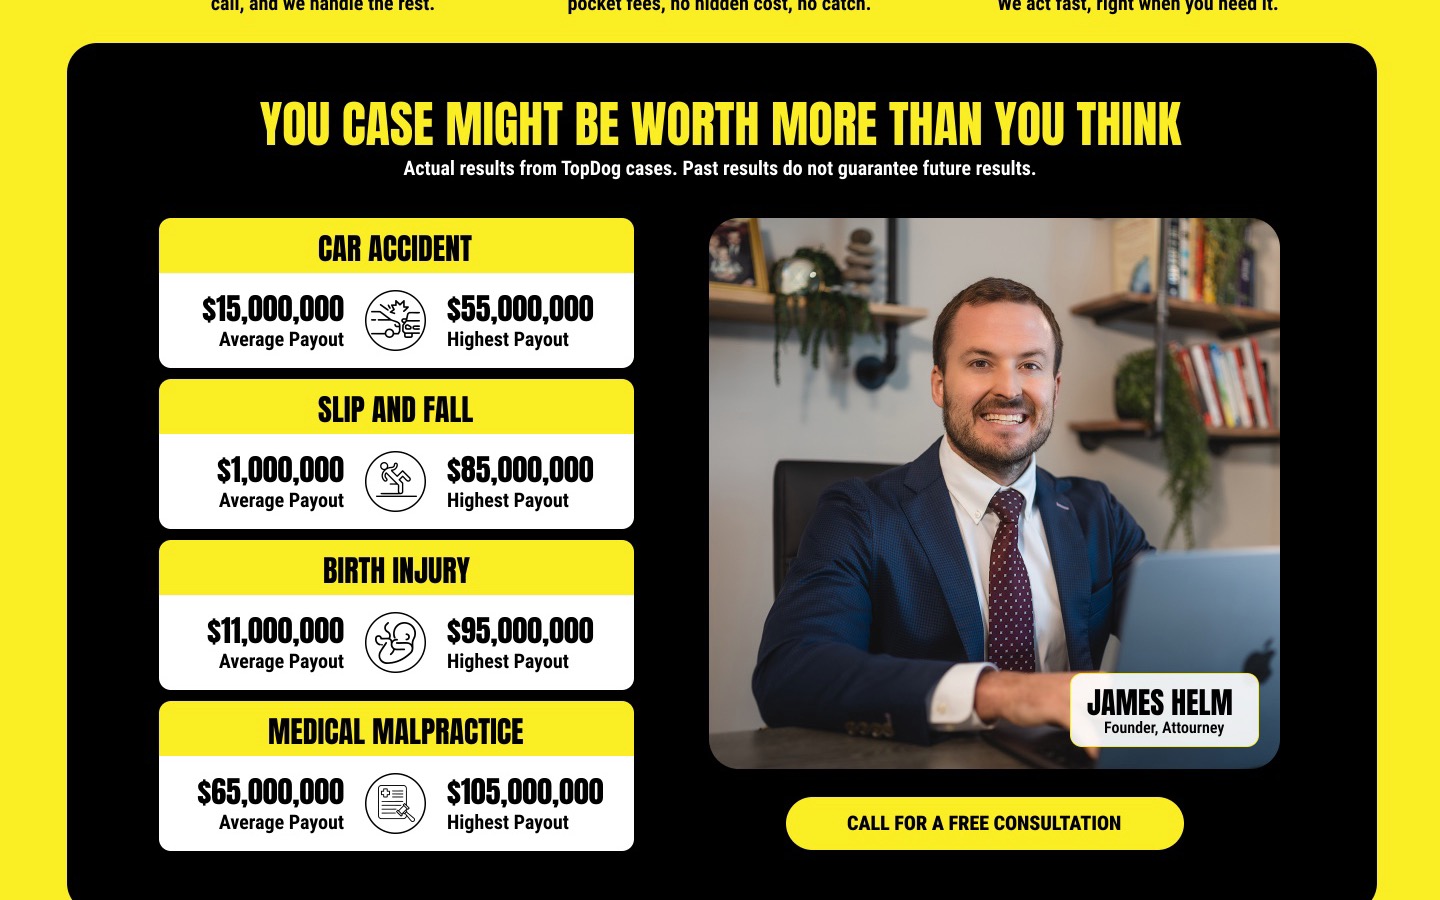 call, and we handle the rest.
pocket fees, no hidden cost, no catch.
We act fast, right when you need it.
YOU CASE MIGHT BE WORTH MORE THAN YOU THINK
Actual results from TopDog cases. Past results do not guarantee future results.
CAR ACCIDENT
$15,000,000
Average Payout
$55,000,000
Highest Payout
SLIP AND FALL
$1,000,000
Average Payout
$85,000,000
Highest Payout
BIRTH INJURY
$11,000,000
Average Payout
$95,000,000
Highest Payout
MEDICAL MALPRACTICE
$65,000,000
Average Payout
$105,000,000
Highest Payout
JAMES HELM
Founder, Attourney
CALL FOR A FREE CONSULTATION